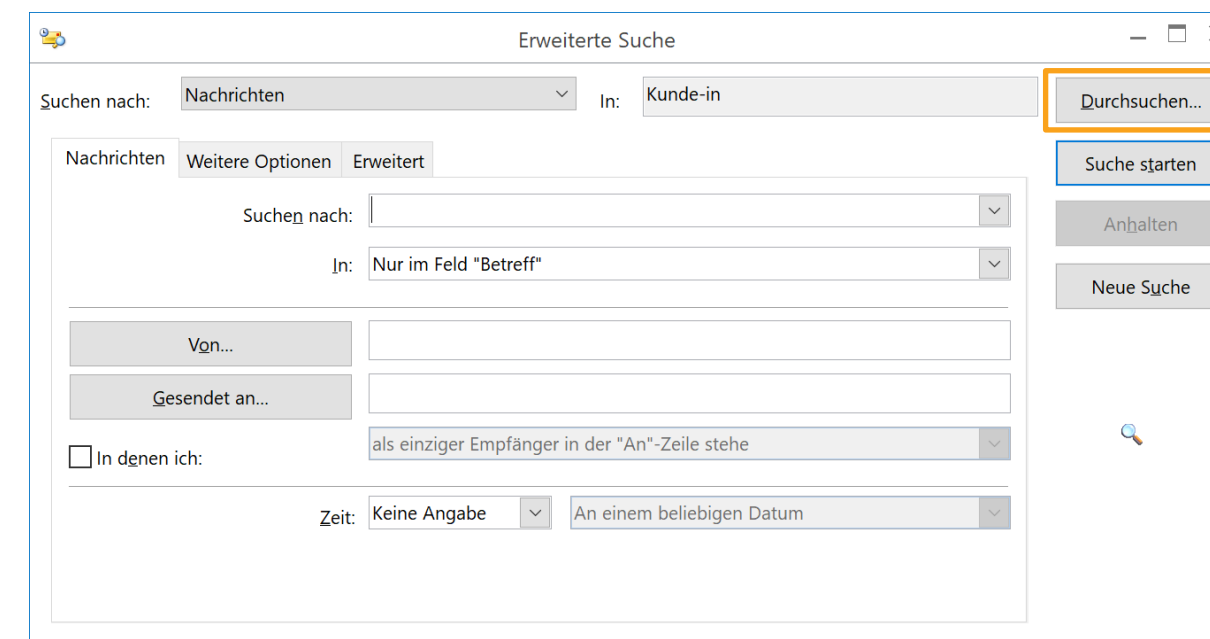 Erweiterte Suche
Suchen nach: Nachrichten In: Kunde-in Durchsuchen...
Nachrichten Weitere Optionen Erweitert Suche starten
Suchen nach: Anhalten
In: Nur im Feld "Betreff" Neue Suche
Von...
Gesendet an...
In denen ich: als einziger Empfänger in der "An"-Zeile stehe
Zeit: Keine Angabe An einem beliebigen Datum